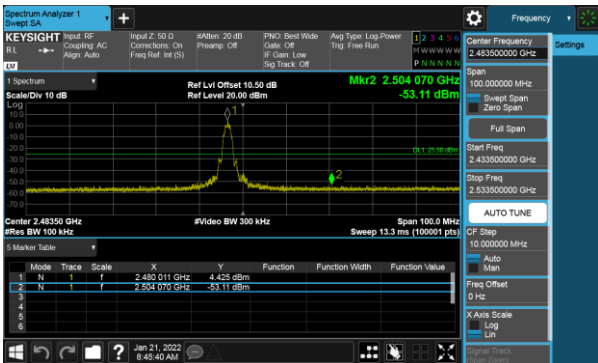 Spectrum Analyzer 1
Swept SA
+
Frequency
KEYSIGHT
RL
Input: RF
Coupling: AC
Align: Auto
Input Z: 50 Ω
Corrections: On
Freq Ref: Int (S)
#Atten: 20 dB
Preamp: Off
PNO: Best Wide
Gate: Off
IF Gain: Low
Sig Track: Off
Avg Type: Log-Power
Trig: Free Run
1 2 3 4 5 6
M W W W W W
P N N N N N
Center Frequency
2.483500000 GHz
Settings
Span
100.000000 MHz
Swept Span
Zero Span
Full Span
Start Freq
2.433500000 GHz
Stop Freq
2.533500000 GHz
AUTO TUNE
CF Step
10.000000 MHz
Auto
Man
Freq Offset
0 Hz
X Axis Scale
Log
Lin
Signal Track
(Span Zoom)
1 Spectrum
Scale/Div 10 dB
Ref Lvl Offset 10.50 dB
Ref Level 20.00 dBm
Mkr2 2.504 070 GHz
-53.11 dBm
Log
10.0
0.00
-10.0
-20.0
-30.0
-40.0
-50.0
-60.0
-70.0
1
2
Center 2.48350 GHz
#Res BW 100 kHz
#Video BW 300 kHz
Span 100.0 MHz
Sweep 13.3 ms (100001 pts)
5 Marker Table
Mode Trace Scale X Y Function Function Width Function Value
1 N 1 f 2.480 011 GHz 4.425 dBm
2 N 1 f 2.504 070 GHz -53.11 dBm
3
4
5
6
?
Jan 21, 2022
8:45:40 AM